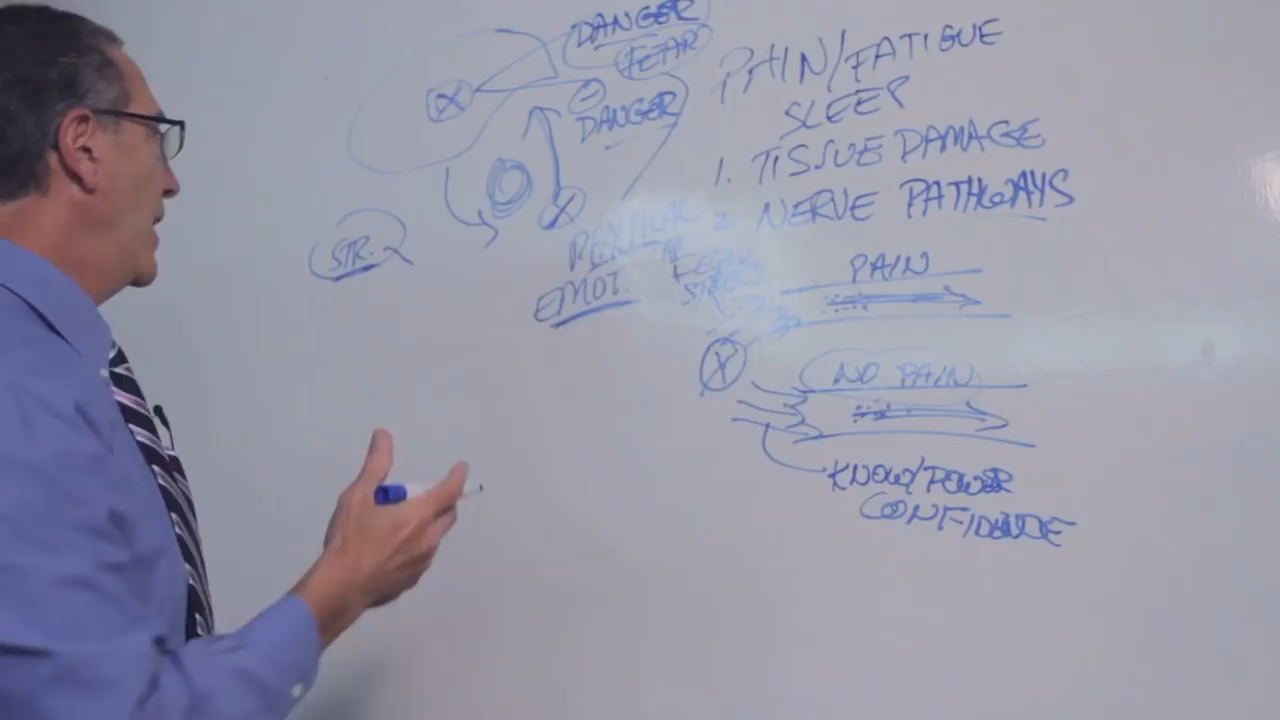 DANGER
FEAR
DANGER
STR.
EMOT.
PAIN/FATIGUE
SLEEP
1. TISSUE DAMAGE
2 NERVE PATHWAYS
FEAR
PAIN
NO PAIN
KNOW/POWER
CONFIDENCE